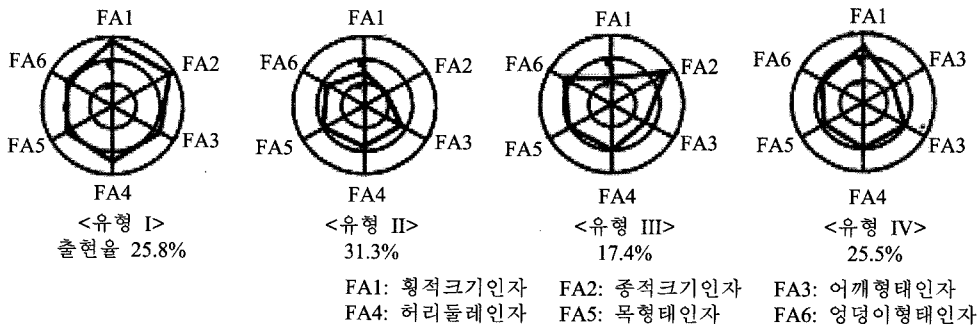 FA1 FA1 FA1 FA1
FA6 FA2 FA6 FA2 FA6 FA2 FA6 FA3
FA5 FA3 FA5 FA3 FA5 FA3 FA5 FA3
FA4 FA4 FA4 FA4
<유형 I> <유형 II> <유형 III> <유형 IV>
출현율 25.8% 31.3% 17.4% 25.5%
FA1: 횡적크기인자 FA2: 종적크기인자 FA3: 어깨형태인자
FA4: 허리둘레인자 FA5: 목형태인자 FA6: 엉덩이형태인자